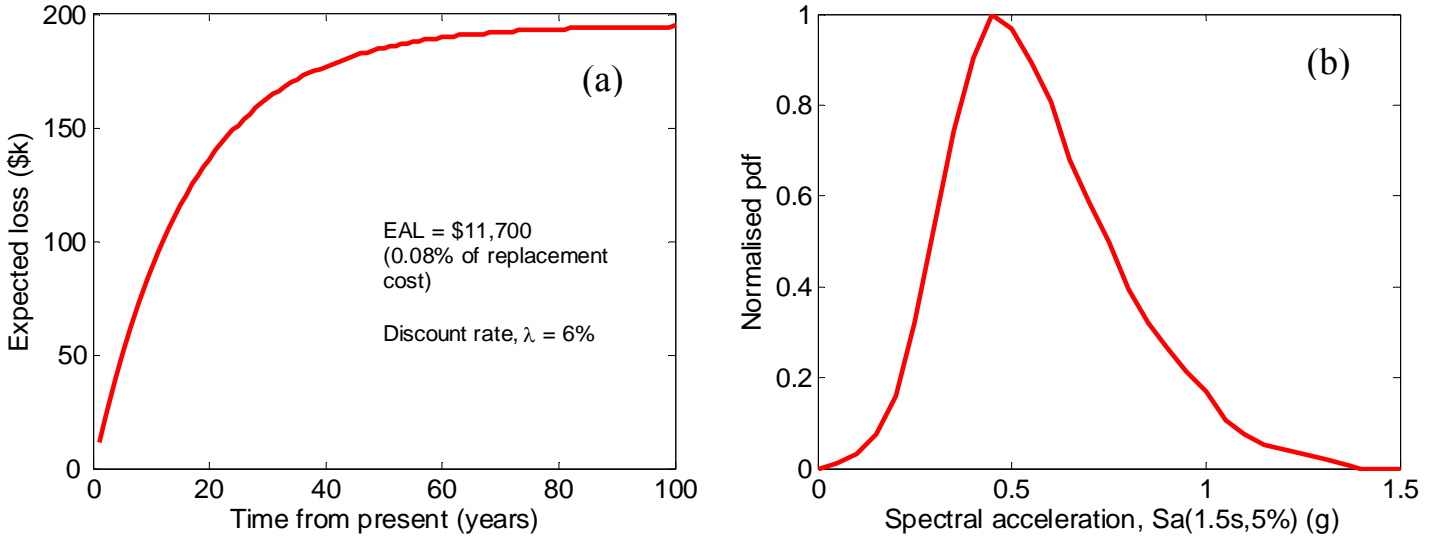 200
150
100
50
0
Expected loss ($k)
(a)
EAL = $11,700
(0.08% of replacement
cost)
Discount rate, λ = 6%
0 20 40 60 80 100
Time from present (years)
1
0.8
0.6
0.4
0.2
0
Normalised pdf
(b)
0 0.5 1 1.5
Spectral acceleration, Sa(1.5s,5%) (g)